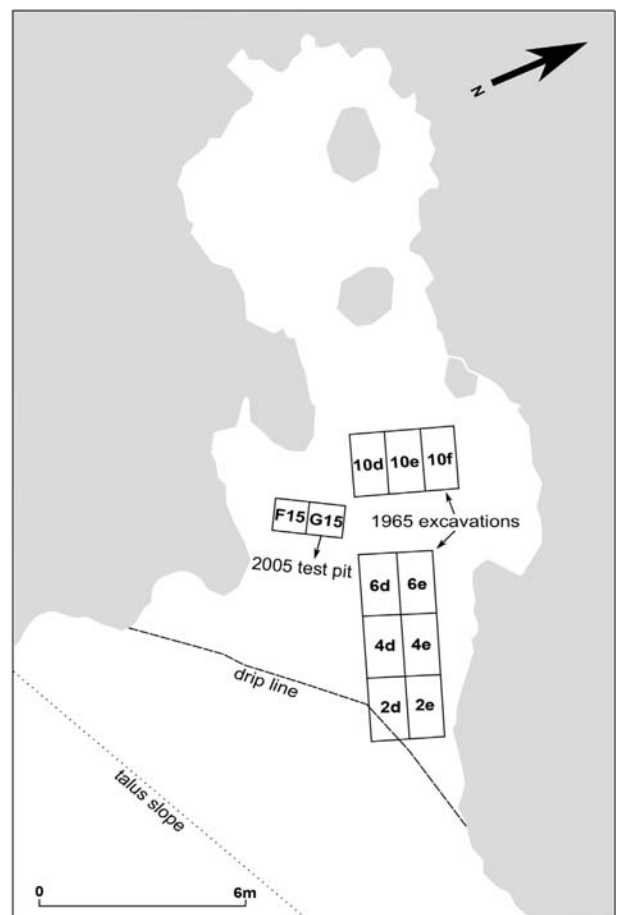 N
10d 10e 10f
F15 G15
1965 excavations
2005 test pit
6d 6e
4d 4e
drip line
2d 2e
talus slope
0 6m